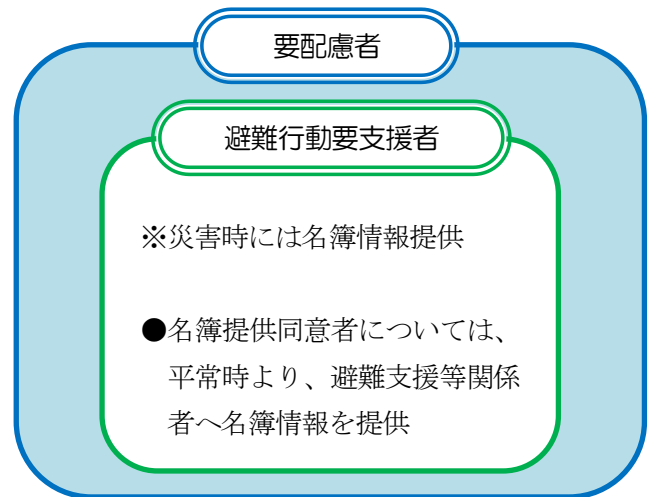 要配慮者
避難行動要支援者
※災害時には名簿情報提供
●名簿提供同意者については、
平常時より、避難支援等関係
者へ名簿情報を提供